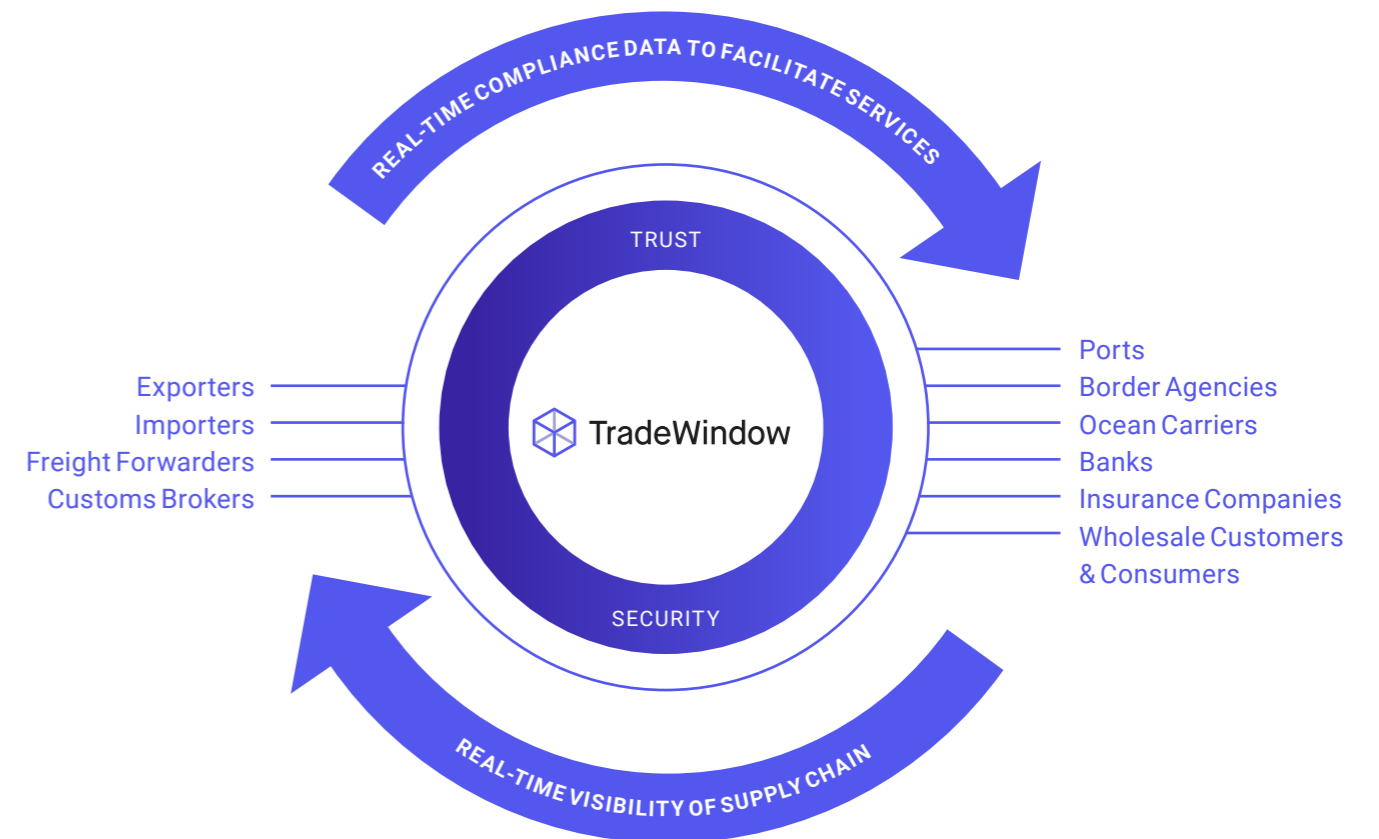 REAL-TIME COMPLIANCE DATA TO FACILITATE SERVICES
TRUST
Exporters
Importers
Freight Forwarders
Customs Brokers
TradeWindow
Ports
Border Agencies
Ocean Carriers
Banks
Insurance Companies
Wholesale Customers
& Consumers
SECURITY
REAL-TIME VISIBILITY OF SUPPLY CHAIN